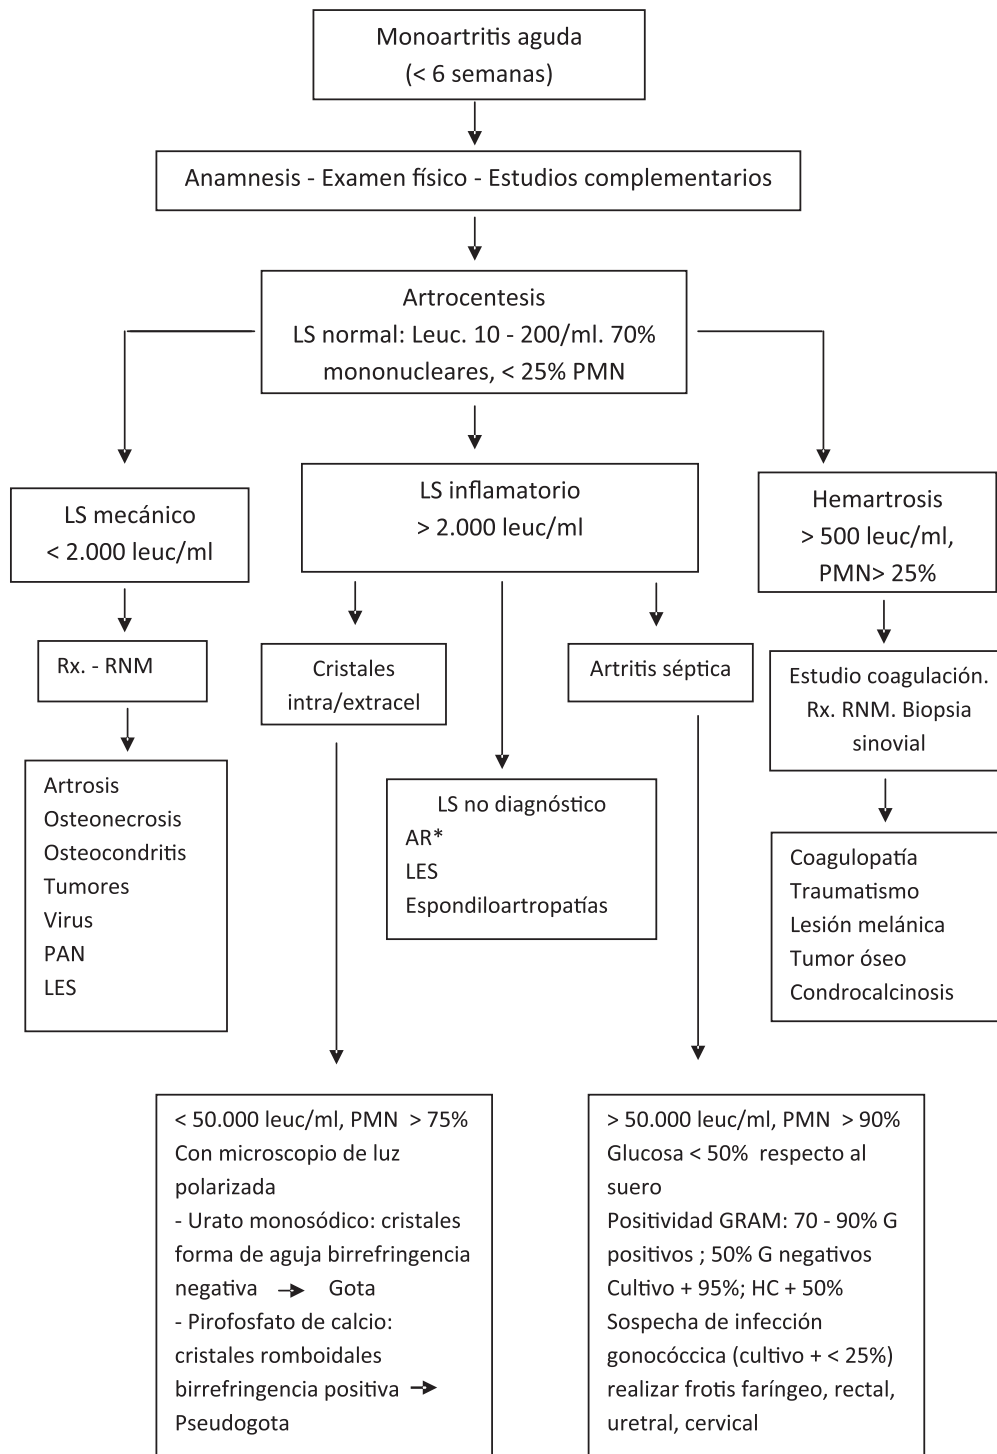 Monoartritis aguda
(< 6 semanas)
Anamnesis - Examen físico - Estudios complementarios
Artrocentesis
LS normal: Leuc. 10 - 200/ml. 70%
mononucleares, < 25% PMN
LS mecánico
< 2.000 leuc/ml
LS inflamatorio
> 2.000 leuc/ml
Hemartrosis
> 500 leuc/ml,
PMN> 25%
Rx. - RNM
Cristales
intra/extracel
Artritis séptica
Estudio coagulación.
Rx. RNM. Biopsia
sinovial
Artrosis
Osteonecrosis
Osteocondritis
Tumores
Virus
PAN
LES
LS no diagnóstico
AR*
LES
Espondiloartropatías
Coagulopatía
Traumatismo
Lesión melánica
Tumor óseo
Condrocalcinosis
< 50.000 leuc/ml, PMN > 75%
Con microscopio de luz
polarizada
- Urato monosódico: cristales
forma de aguja birrefringencia
negativa → Gota
- Pirofosfato de calcio:
cristales romboidales
birrefringencia positiva →
Pseudogota
> 50.000 leuc/ml, PMN > 90%
Glucosa < 50% respecto al
suero
Positividad GRAM: 70 - 90% G
positivos ; 50% G negativos
Cultivo + 95%; HC + 50%
Sospecha de infección
gonocóccica (cultivo + < 25%)
realizar frotis faríngeo, rectal,
uretral, cervical